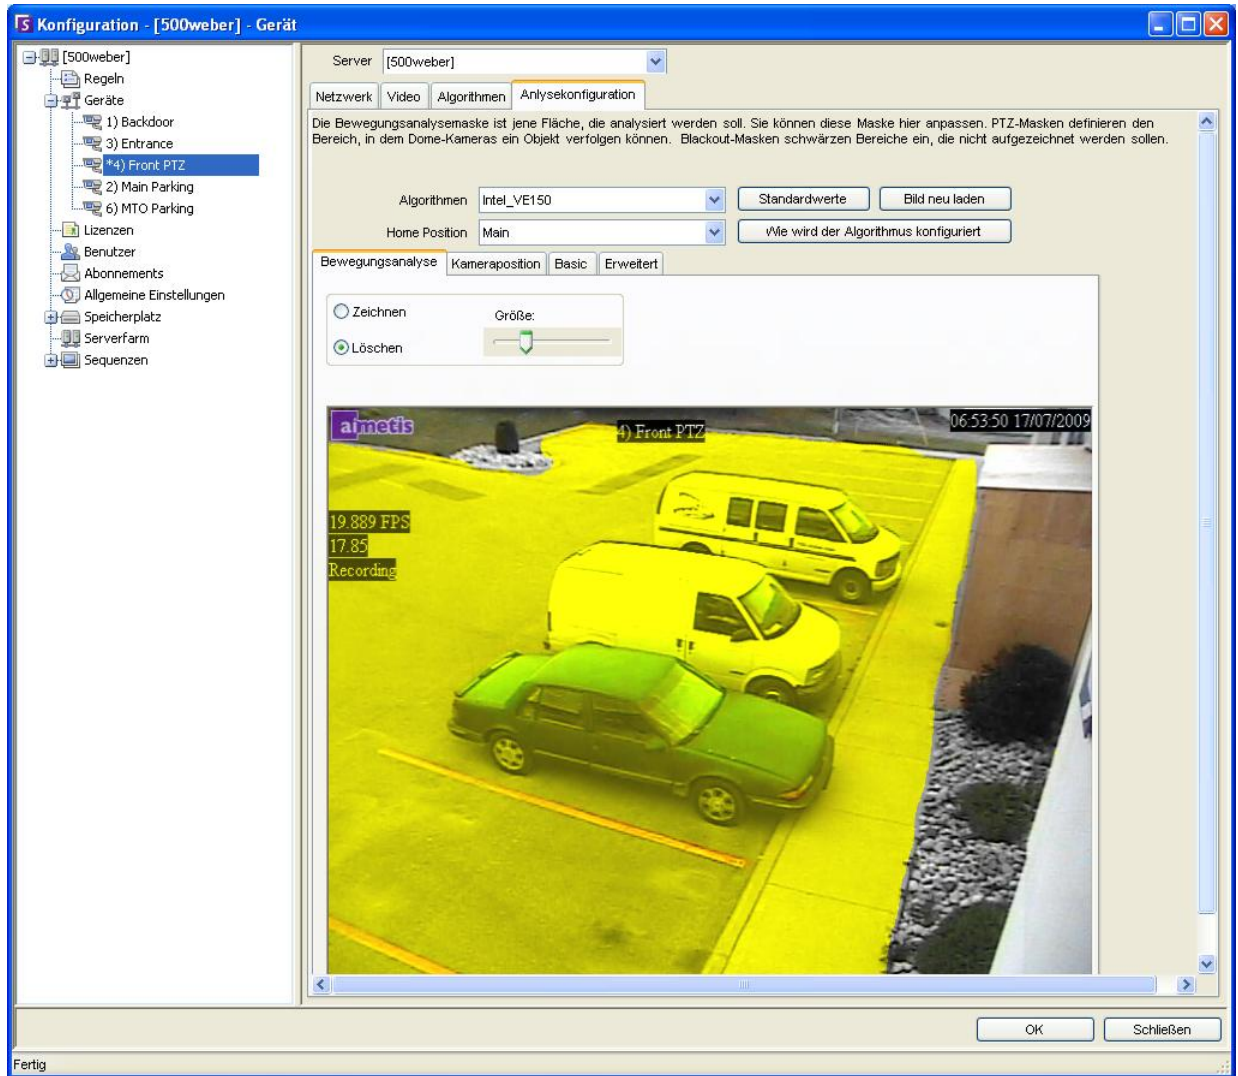 Konfiguration - [500weber] - Gerät
[500weber]
Regeln
Geräte
1) Backdoor
3) Entrance
*4) Front PTZ
2) Main Parking
6) MTO Parking
Lizenzen
Benutzer
Abonnements
Allgemeine Einstellungen
Speicherplatz
Serverfarm
Sequenzen
Server [500weber]
Netzwerk Video Algorithmen Anlysekonfiguration
Die Bewegungsanalysemaske ist jene Fläche, die analysiert werden soll. Sie können diese Maske hier anpassen. PTZ-Masken definieren den
Bereich, in dem Dome-Kameras ein Objekt verfolgen können. Blackout-Masken schwärzen Bereiche ein, die nicht aufgezeichnet werden sollen.
Algorithmen Intel_VE150 Standardwerte Bild neu laden
Home Position Main Wie wird der Algorithmus konfiguriert
Bewegungsanalyse Kameraposition Basic Erweitert
Zeichnen Größe:
Löschen
aimetis 4) Front PTZ 06:53:50 17/07/2009
19.889 FPS
17.85
Recording
OK Schließen
Fertig